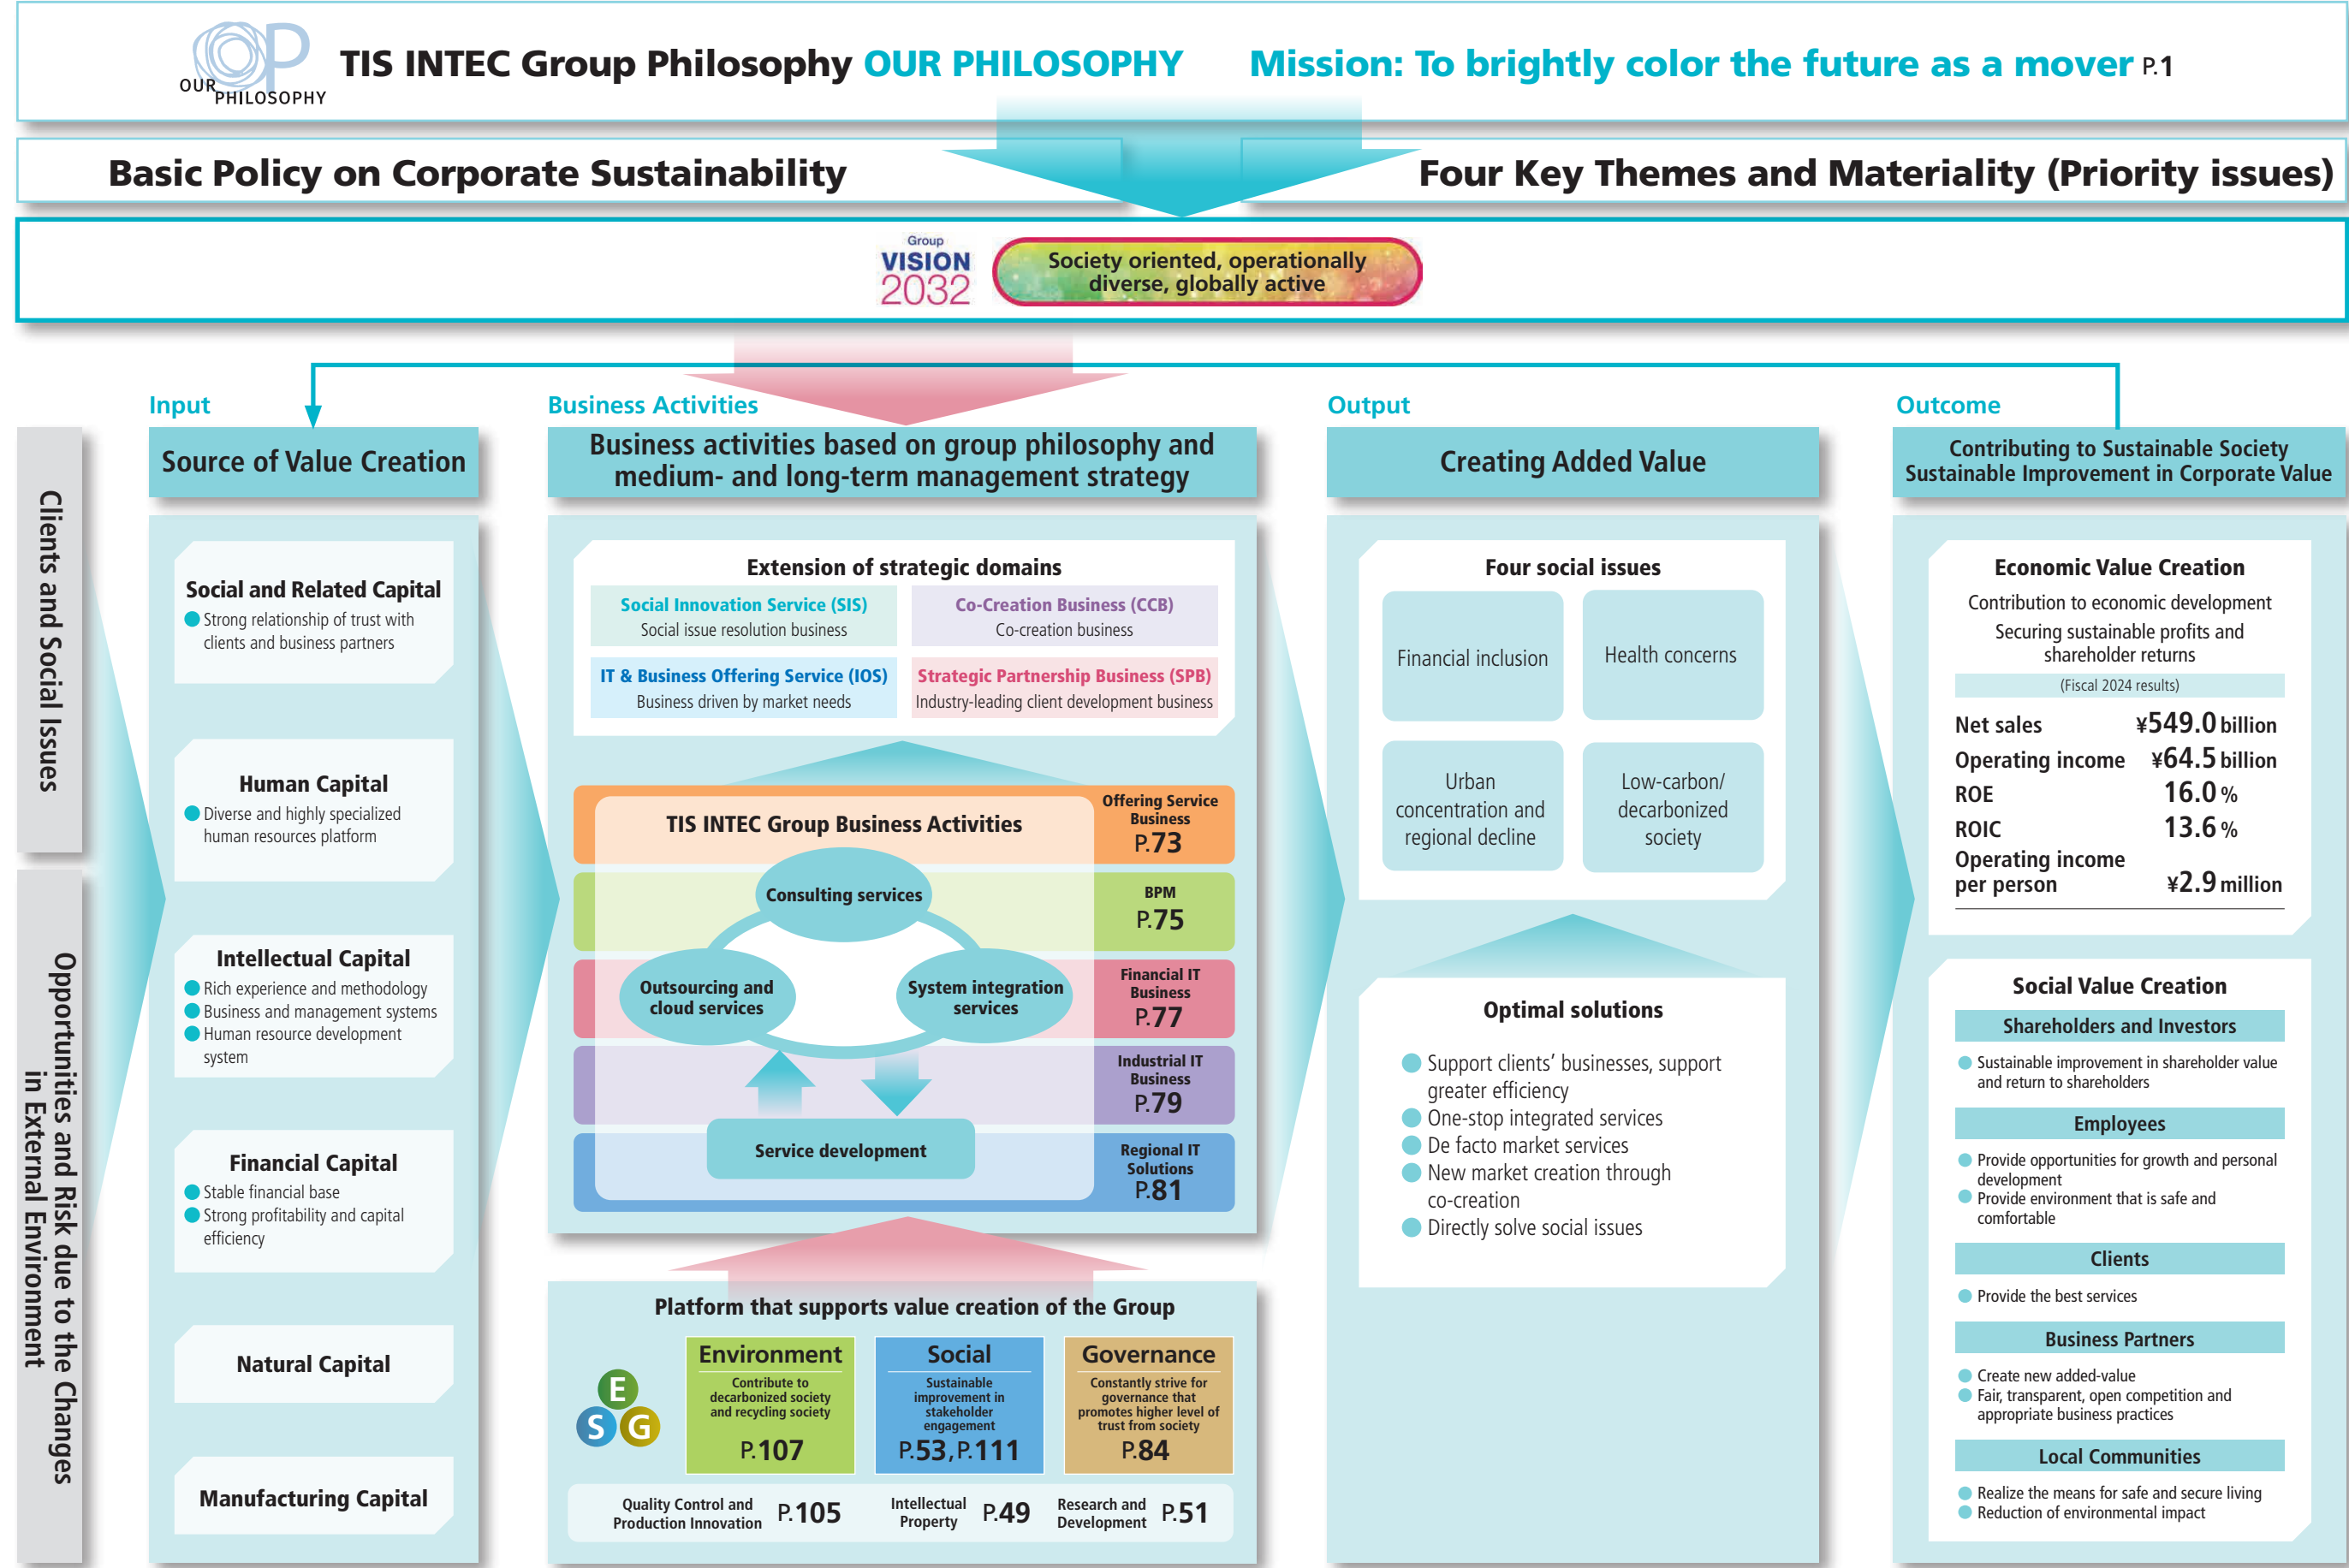 OUR PHILOSOPHY
TIS INTEC Group Philosophy OUR PHILOSOPHY Mission: To brightly color the future as a mover P.1
Basic Policy on Corporate Sustainability
Four Key Themes and Materiality (Priority issues)
Group
VISION
2032
Society oriented, operationally
diverse, globally active
Clients and Social Issues
Opportunities and Risk due to the Changes
in External Environment
Input
Source of Value Creation
Social and Related Capital
Strong relationship of trust with
clients and business partners
Human Capital
Diverse and highly specialized
human resources platform
Intellectual Capital
Rich experience and methodology
Business and management systems
Human resource development
system
Financial Capital
Stable financial base
Strong profitability and capital
efficiency
Natural Capital
Manufacturing Capital
Business Activities
Business activities based on group philosophy and
medium- and long-term management strategy
Extension of strategic domains
Social Innovation Service (SIS)
Social issue resolution business
Co-Creation Business (CCB)
Co-creation business
IT & Business Offering Service (IOS)
Business driven by market needs
Strategic Partnership Business (SPB)
Industry-leading client development business
TIS INTEC Group Business Activities
Consulting services
Outsourcing and
cloud services
System integration
services
Service development
Offering Service
Business
P.73
BPM
P.75
Financial IT
Business
P.77
Industrial IT
Business
P.79
Regional IT
Solutions
P.81
Platform that supports value creation of the Group
E
S G
Environment
Contribute to
decarbonized society
and recycling society
P.107
Social
Sustainable
improvement in
stakeholder
engagement
P.53, P.111
Governance
Constantly strive for
governance that
promotes higher level of
trust from society
P.84
Quality Control and
Production Innovation P.105
Intellectual
Property P.49
Research and
Development P.51
Output
Creating Added Value
Four social issues
Financial inclusion
Health concerns
Urban
concentration and
regional decline
Low-carbon/
decarbonized
society
Optimal solutions
Support clients’ businesses, support
greater efficiency
One-stop integrated services
De facto market services
New market creation through
co-creation
Directly solve social issues
Outcome
Contributing to Sustainable Society
Sustainable Improvement in Corporate Value
Economic Value Creation
Contribution to economic development
Securing sustainable profits and
shareholder returns
(Fiscal 2024 results)
Net sales ¥549.0 billion
Operating income ¥64.5 billion
ROE 16.0 %
ROIC 13.6 %
Operating income
per person ¥2.9 million
Social Value Creation
Shareholders and Investors
Sustainable improvement in shareholder value
and return to shareholders
Employees
Provide opportunities for growth and personal
development
Provide environment that is safe and
comfortable
Clients
Provide the best services
Business Partners
Create new added-value
Fair, transparent, open competition and
appropriate business practices
Local Communities
Realize the means for safe and secure living
Reduction of environmental impact